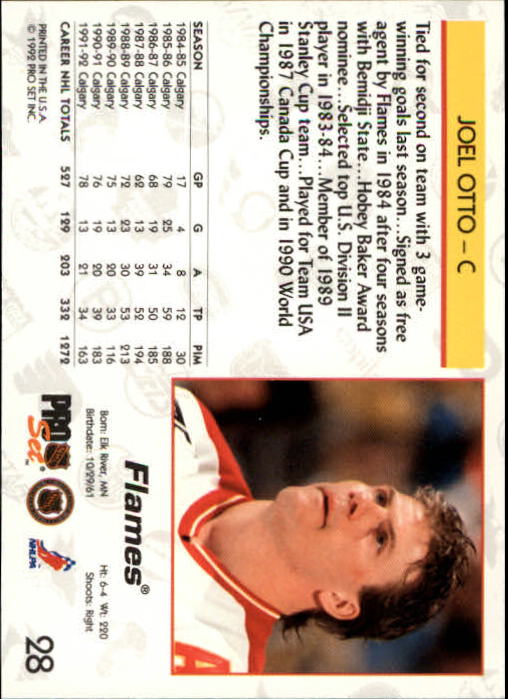 JOEL OTTO – C
Tied for second on team with 3 game-
winning goals last season...Signed as free
agent by Flames in 1984 after four seasons
with Bemidji State...Hobey Baker Award
nominee...Selected top U.S. Division II
player in 1983-84...Member of 1989
Stanley Cup team...Played for Team USA
in 1987 Canada Cup and in 1990 World
Championships.
SEASON GP G A TP PIM
1984-85 Calgary 17 4 8 12 30
1985-86 Calgary 79 25 34 59 188
1986-87 Calgary 68 19 31 50 185
1987-88 Calgary 62 13 39 52 194
1988-89 Calgary 72 23 30 53 213
1989-90 Calgary 75 13 20 33 116
1990-91 Calgary 76 19 20 39 183
1991-92 Calgary 78 13 21 34 163
CAREER NHL TOTALS 527 129 203 332 1272
PRINTED IN THE U.S.A.
© 1992 PRO SET INC.
A
Flames®
Born: Elk River, MN Ht: 6-4 Wt: 220
Birthdate: 10/29/61 Shoots: Right
PRO Set®
NHLPA
28